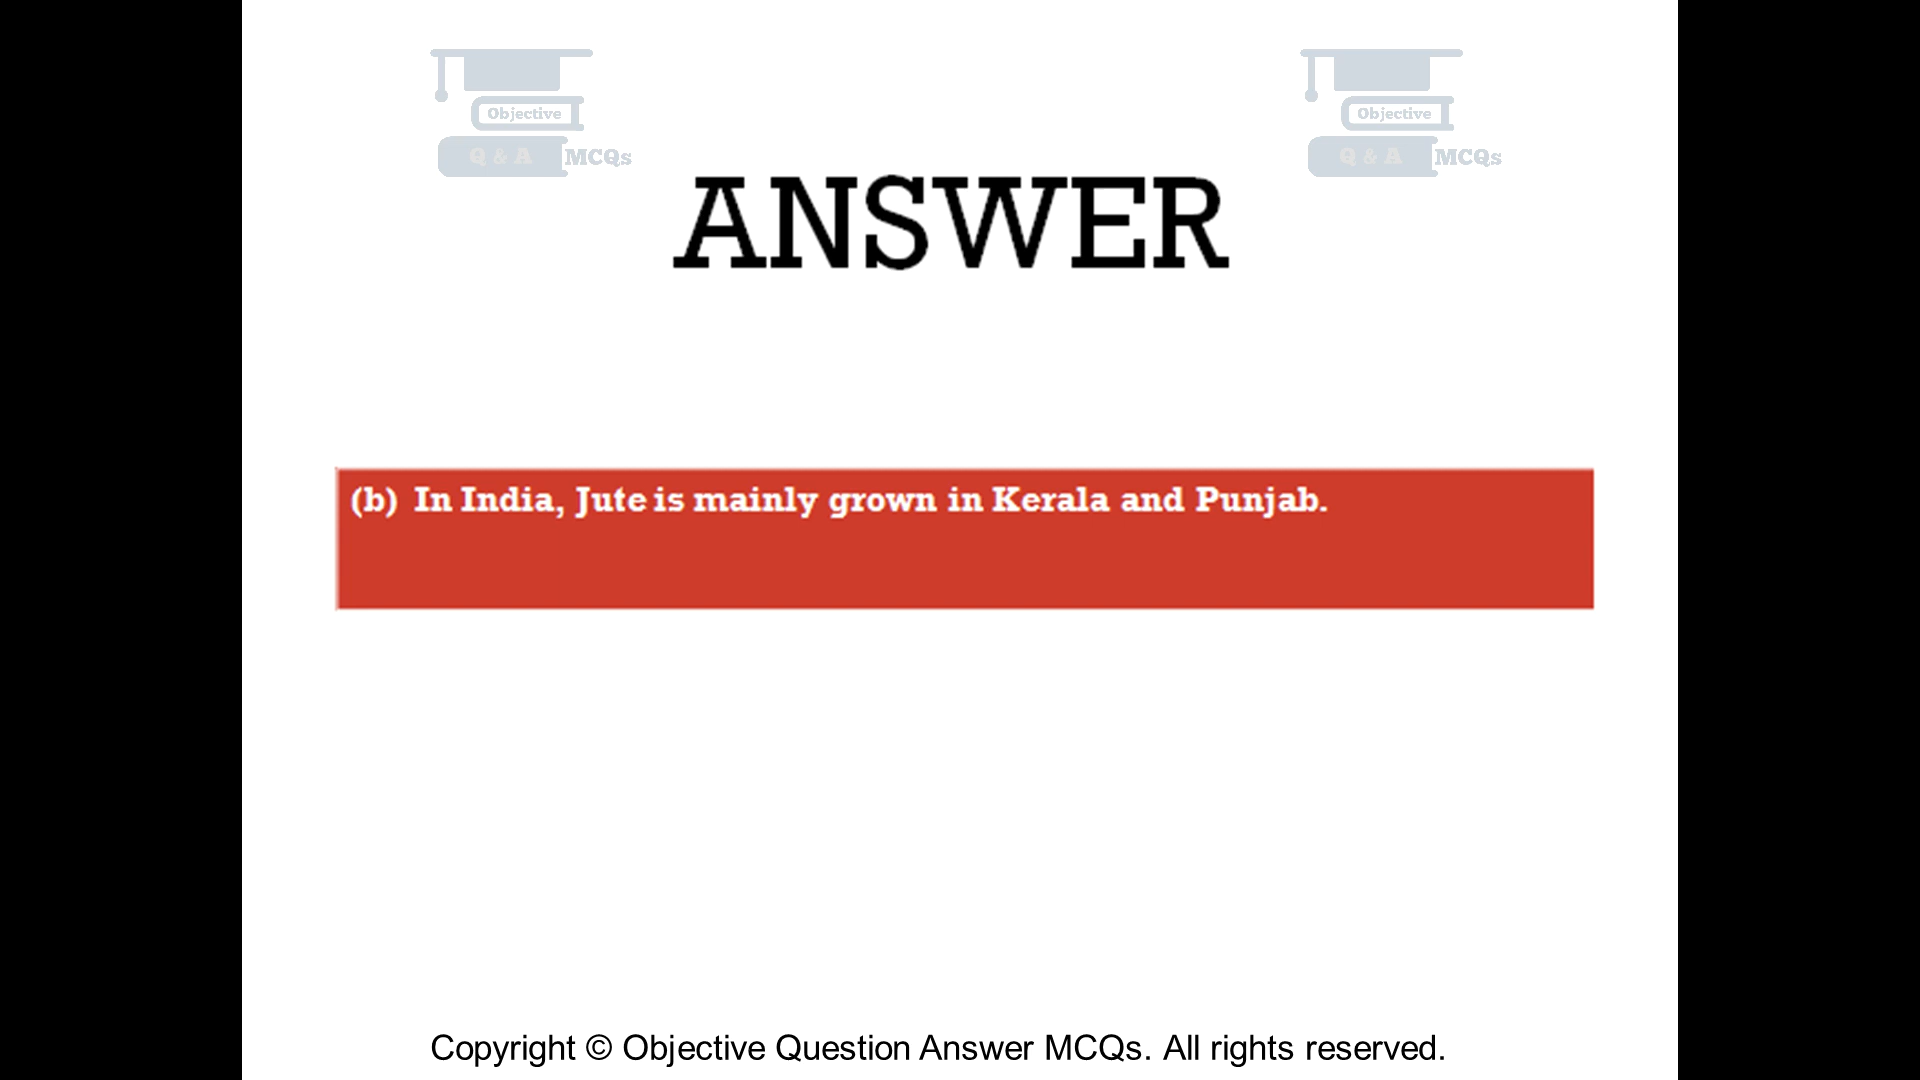 Objective
Q & A MCQs
Objective
Q & A MCQs
ANSWER
(b) In India, Jute is mainly grown in Kerala and Punjab.
Copyright © Objective Question Answer MCQs. All rights reserved.